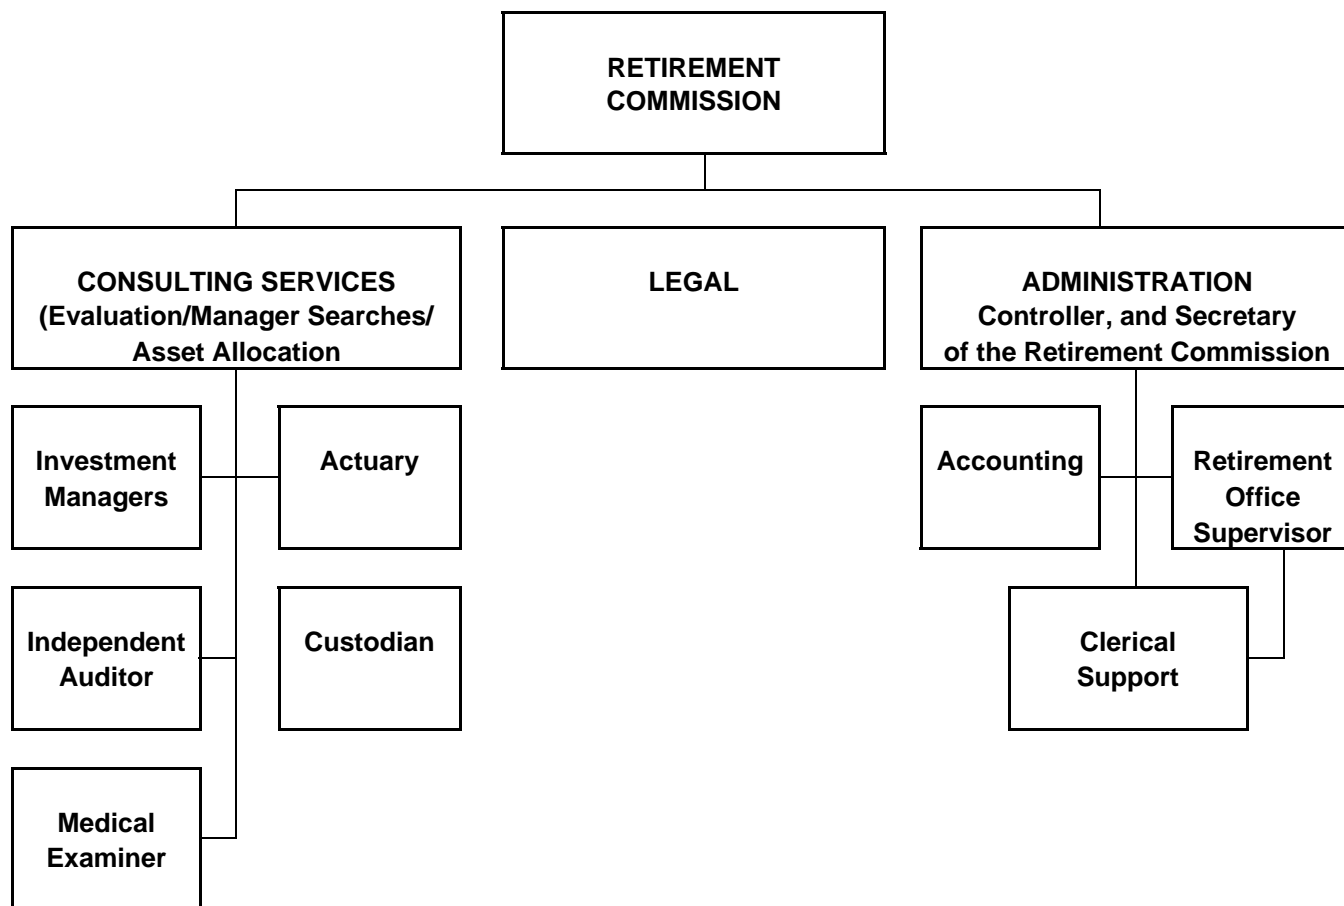 RETIREMENT
COMMISSION
CONSULTING SERVICES
(Evaluation/Manager Searches/
Asset Allocation
LEGAL
ADMINISTRATION
Controller, and Secretary
of the Retirement Commission
Investment
Managers
Actuary
Accounting
Retirement
Office
Supervisor
Independent
Auditor
Custodian
Clerical
Support
Medical
Examiner